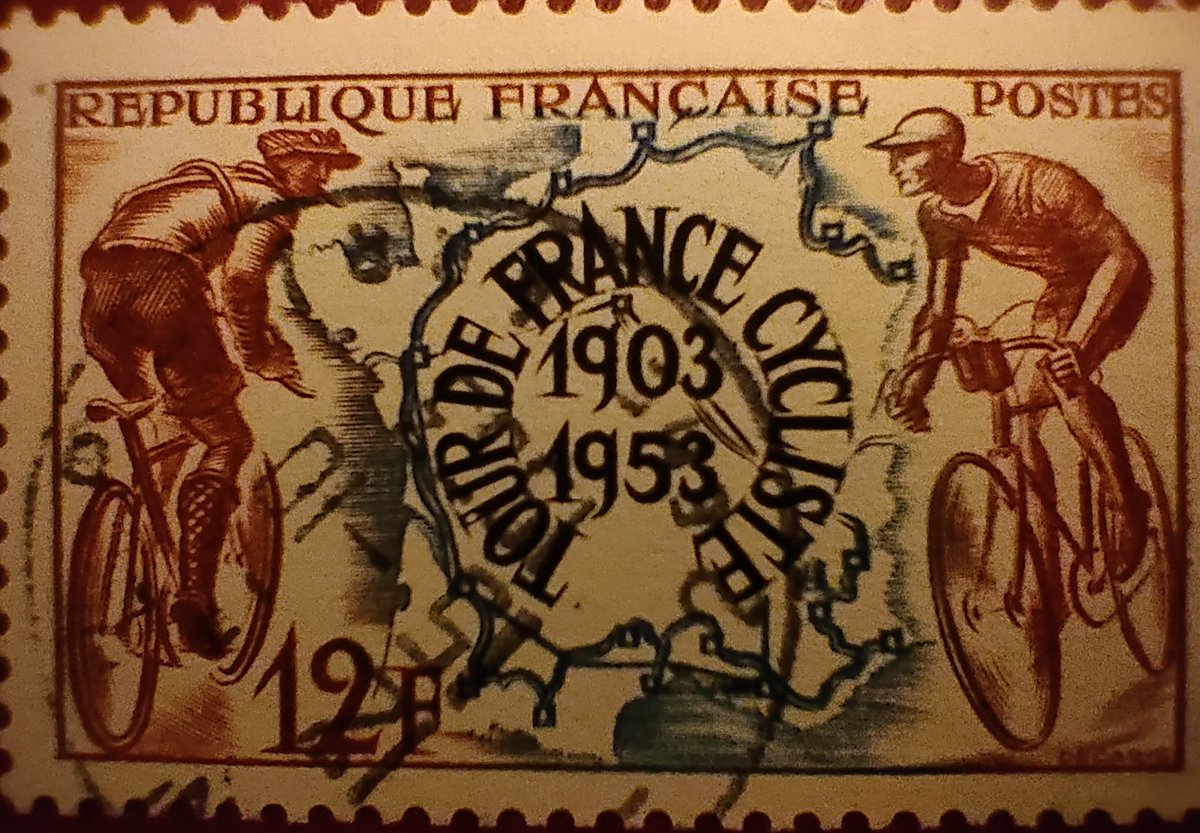 REPUBLIQUE FRANÇAISE POSTES
TOUR DE FRANCE CYCLISTE
1903
1953
12F